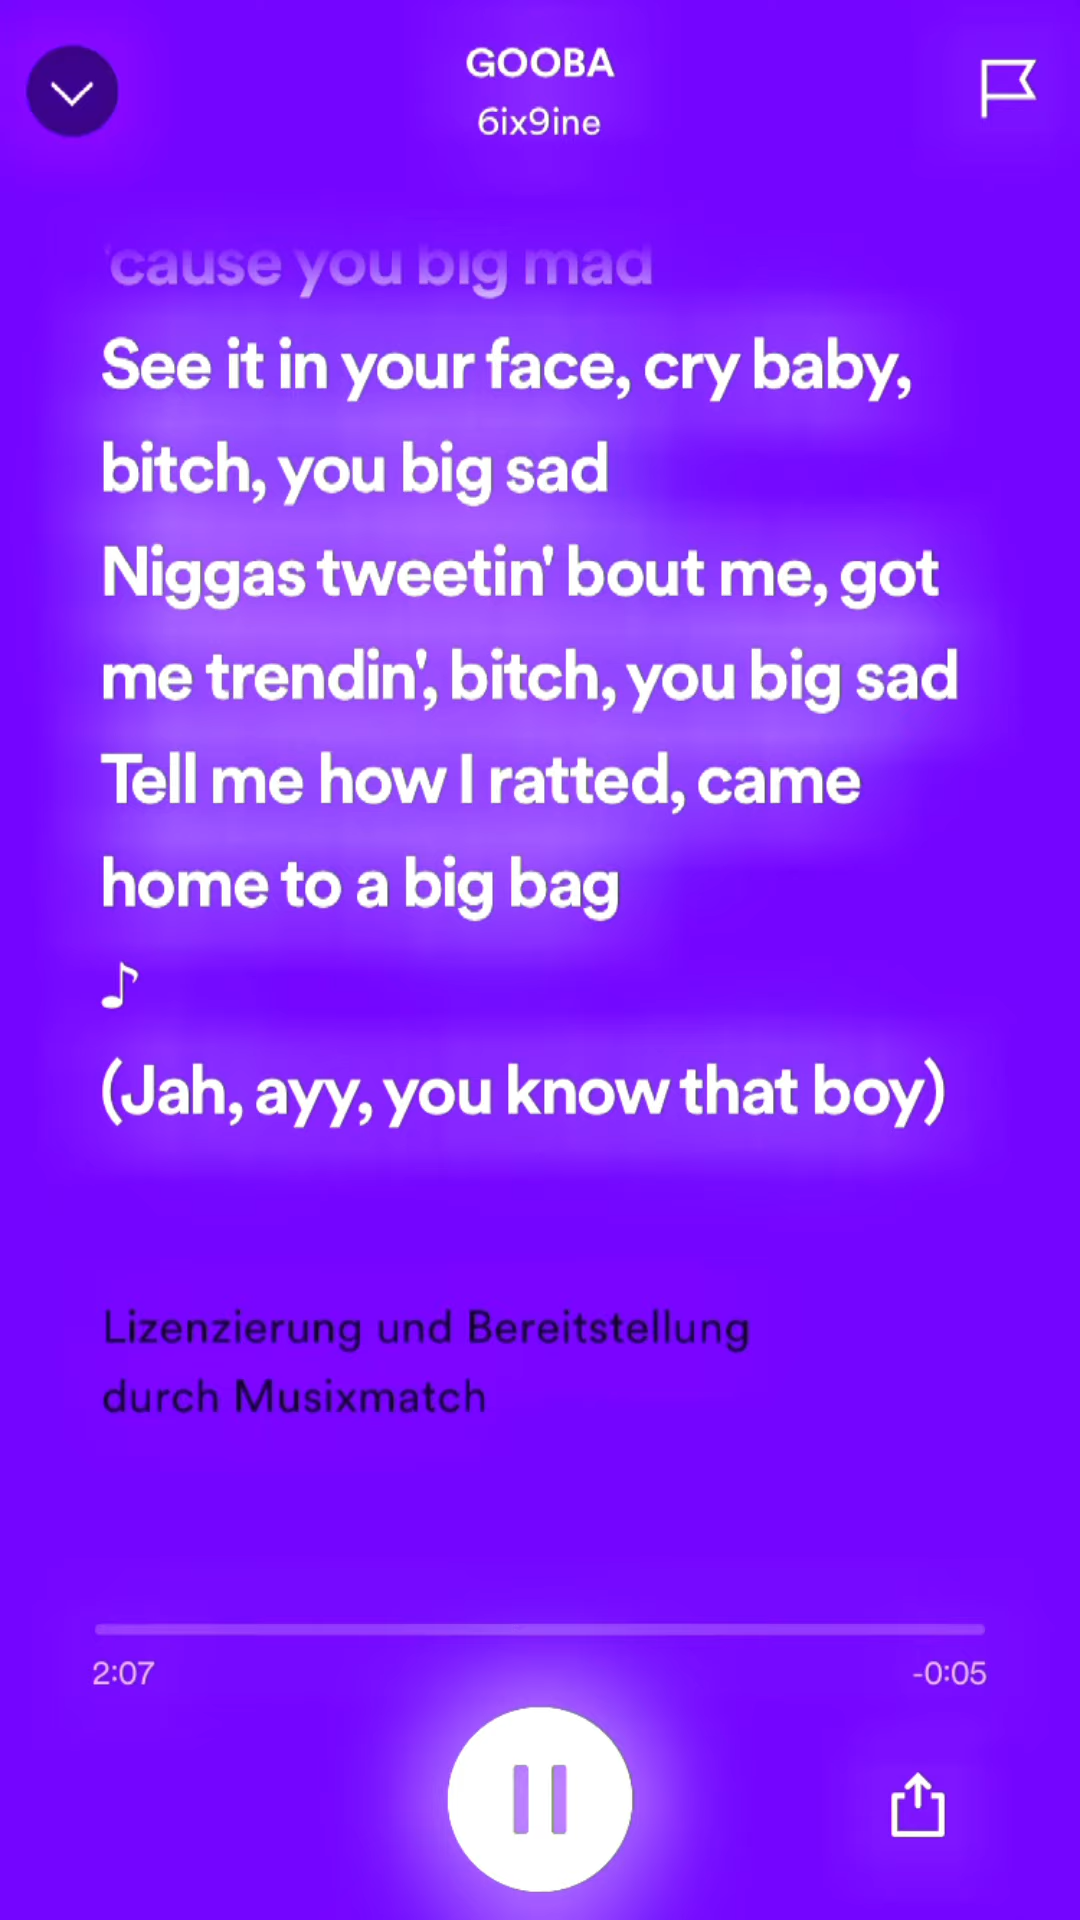 GOOBA
6ix9ine
'cause you big mad
See it in your face, cry baby,
bitch, you big sad
Niggas tweetin' bout me, got
me trendin', bitch, you big sad
Tell me how I ratted, came
home to a big bag
♪
(Jah, ayy, you know that boy)
Lizenzierung und Bereitstellung
durch Musixmatch
2:07
-0:05